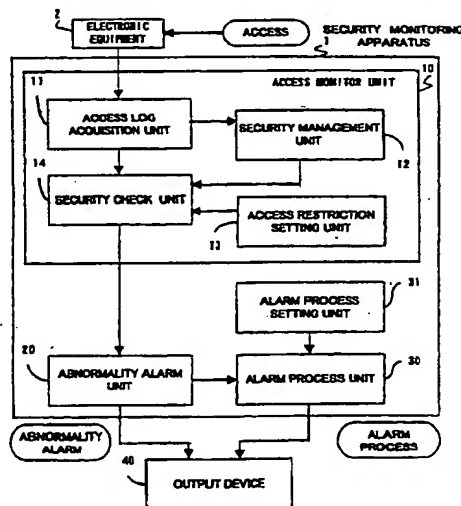 2
ELECTRONIC
EQUIPMENT
ACCESS
SECURITY MONITORING
APPARATUS
1
10
ACCESS MONITOR UNIT
11
ACCESS LOG
ACQUISITION UNIT
SECURITY MANAGEMENT
UNIT
12
14
SECURITY CHECK UNIT
ACCESS RESTRICTION
SETTING UNIT
13
31
ALARM PROCESS
SETTING UNIT
20
ABNORMALITY ALARM
UNIT
30
ALARM PROCESS UNIT
ABNORMALITY
ALARM
ALARM
PROCESS
40
OUTPUT DEVICE